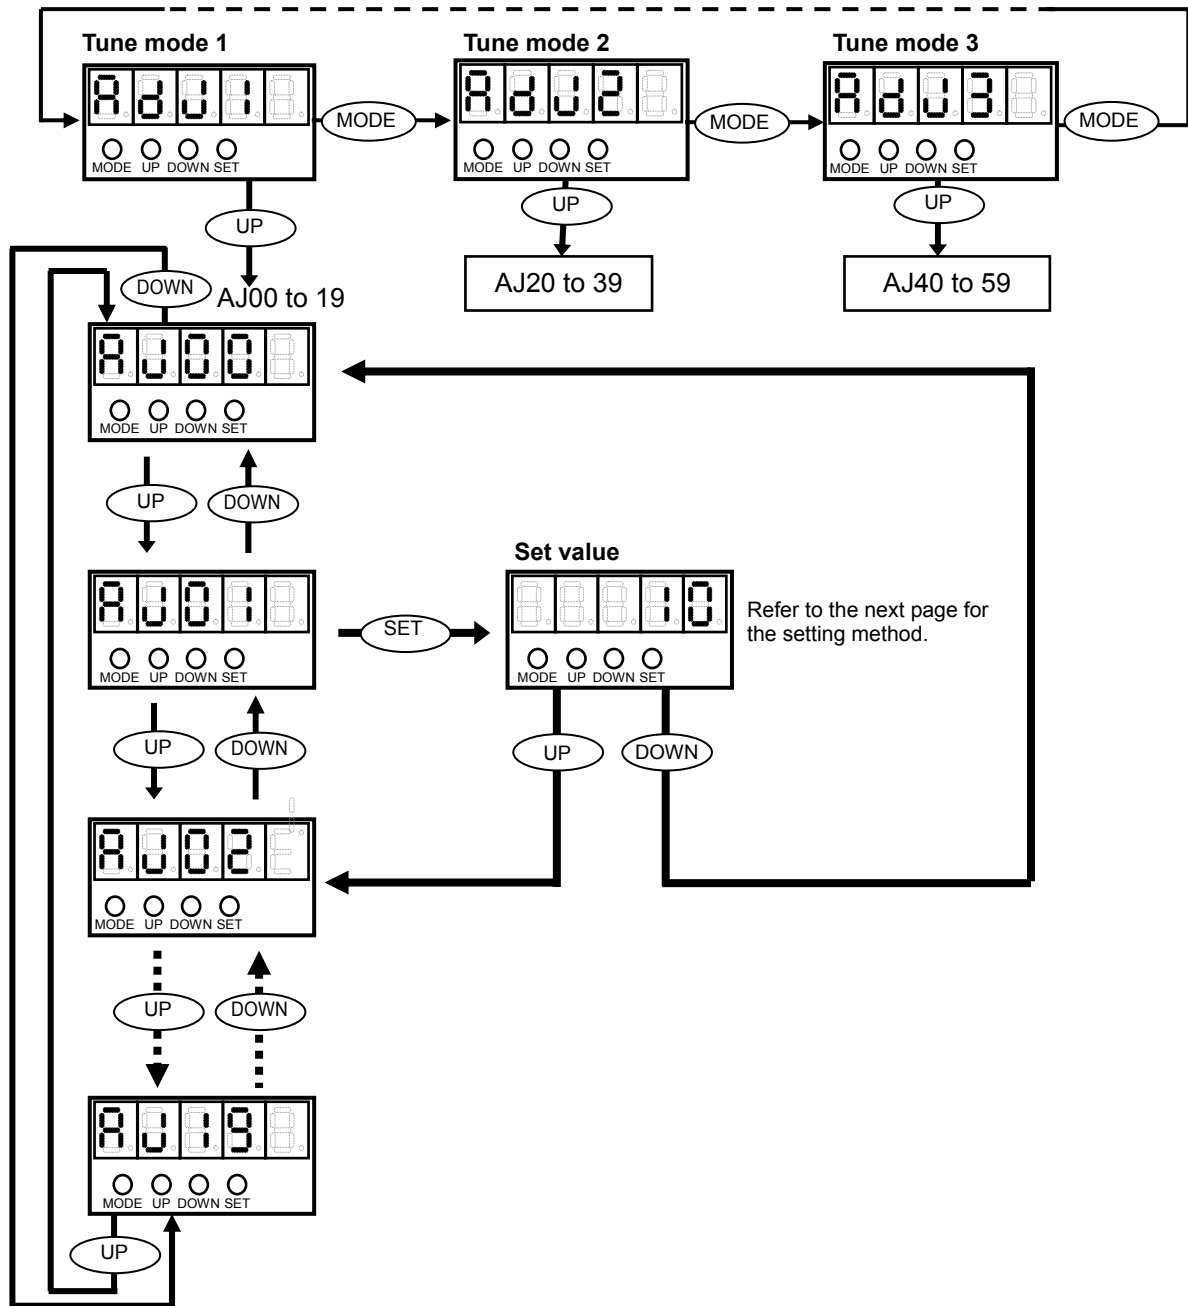 Tune mode 1
Tune mode 2
Tune mode 3
AdJ1
MODE UP DOWN SET
MODE
AdJ2
MODE UP DOWN SET
MODE
AdJ3
MODE UP DOWN SET
MODE
UP
UP
UP
DOWN
AJ00 to 19
AJ20 to 39
AJ40 to 59
AJ00
MODE UP DOWN SET
UP
DOWN
Set value
AJ01
MODE UP DOWN SET
SET
10
MODE UP DOWN SET
Refer to the next page for
the setting method.
UP
DOWN
UP
DOWN
AJ02
MODE UP DOWN SET
UP
DOWN
AJ19
MODE UP DOWN SET
UP